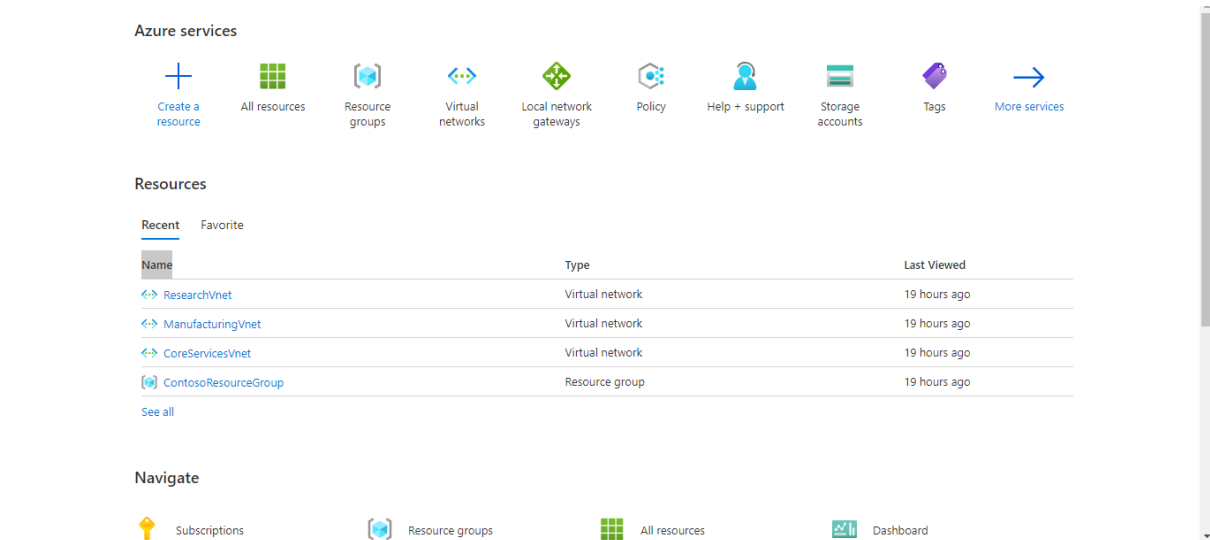 Azure services
Create a resource
All resources
Resource groups
Virtual networks
Local network gateways
Policy
Help + support
Storage accounts
Tags
More services
Resources
Recent Favorite
Name Type Last Viewed
ResearchVnet Virtual network 19 hours ago
ManufacturingVnet Virtual network 19 hours ago
CoreServicesVnet Virtual network 19 hours ago
ContosoResourceGroup Resource group 19 hours ago
See all
Navigate
Subscriptions Resource groups All resources Dashboard